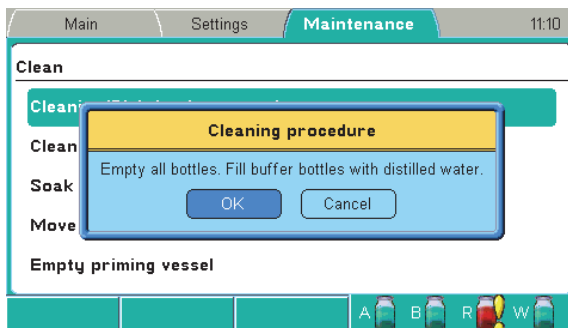 Main Settings Maintenance 11:10
Clean
Cleaning procedure
Clean
Empty all bottles. Fill buffer bottles with distilled water.
Soak
OK Cancel
Move
Empty priming vessel
A B R W